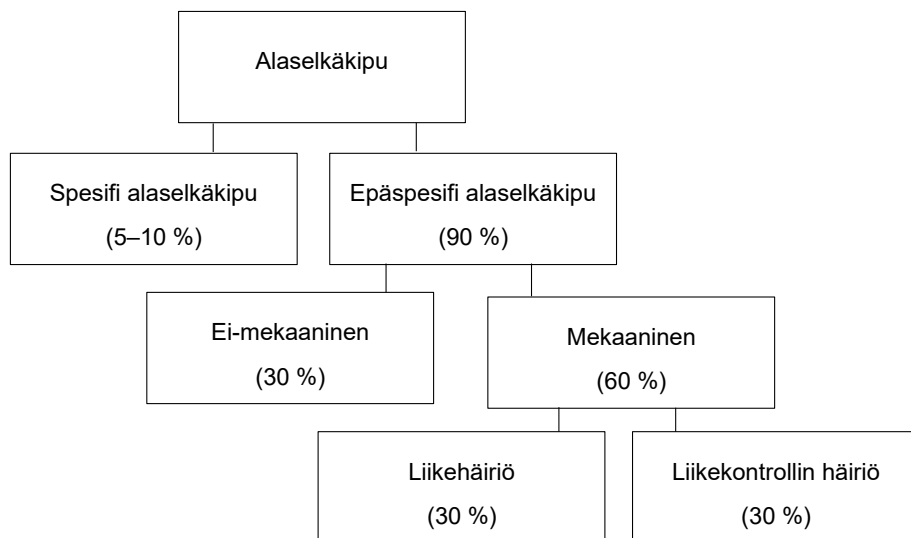 Alaselkäkipu
Spesifi alaselkäkipu
(5–10 %)
Epäspesifi alaselkäkipu
(90 %)
Ei-mekaaninen
(30 %)
Mekaaninen
(60 %)
Liikehäiriö
(30 %)
Liikekontrollin häiriö
(30 %)